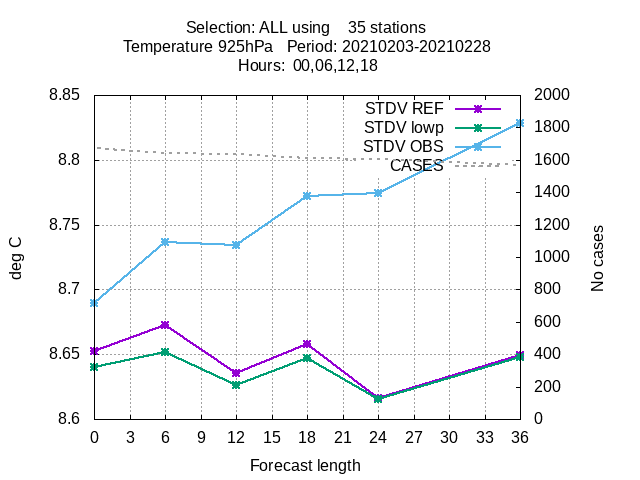 Selection: ALL using    35 stations
Temperature 925hPa   Period: 20210203-20210228
Hours:  00,06,12,18
8.85
8.8
8.75
8.7
8.65
8.6
deg C
STDV REF
STDV lowp
STDV OBS
CASES
2000
1800
1600
1400
1200
1000
800
600
400
200
0
No cases
0 3 6 9 12 15 18 21 24 27 30 33 36
Forecast length